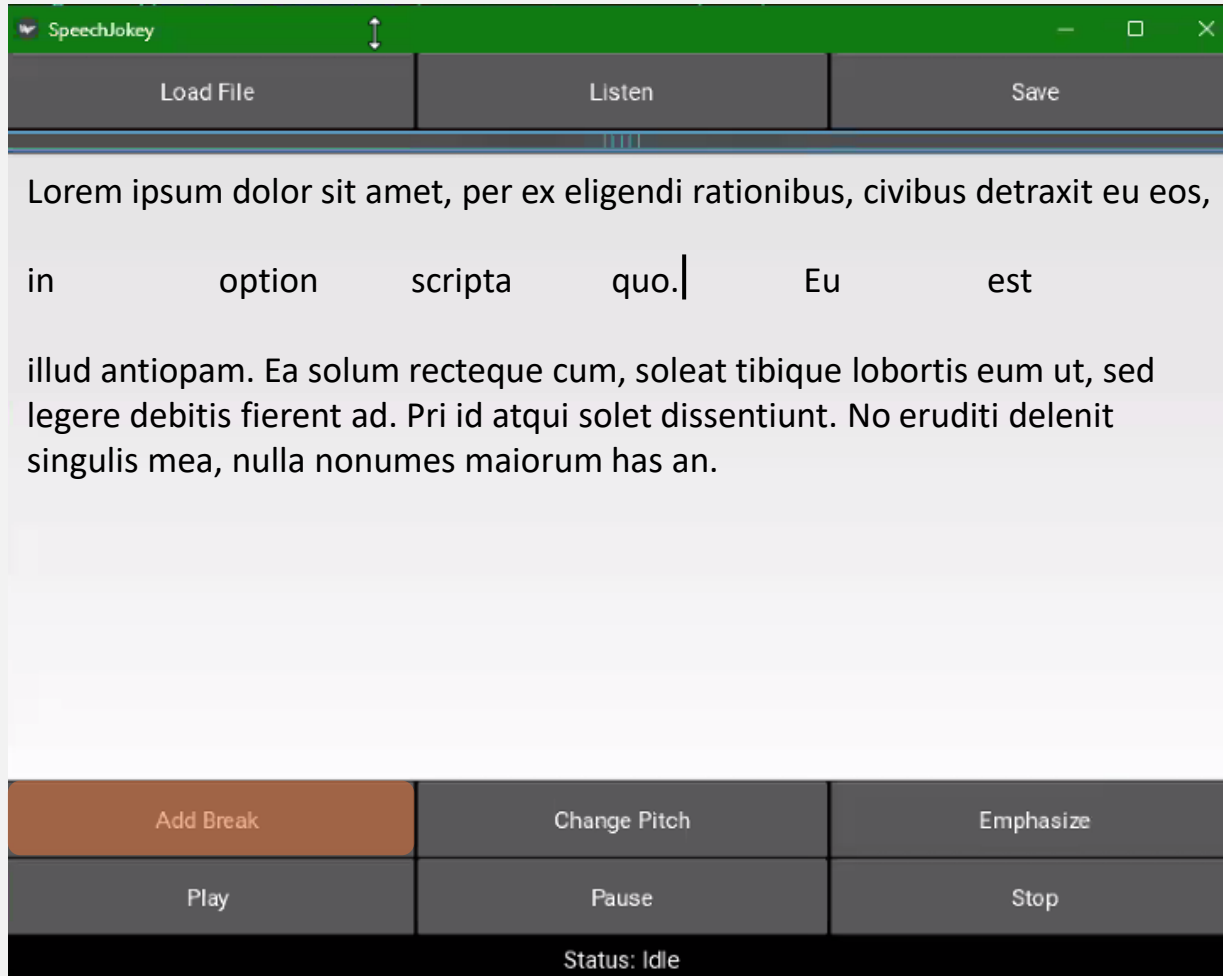 SpeechJokey
Load File Listen Save
Lorem ipsum dolor sit amet, per ex eligendi rationibus, civibus detraxit eu eos,
in option scripta quo. Eu est
illud antiopam. Ea solum recteque cum, soleat tibique lobortis eum ut, sed
legere debitis fierent ad. Pri id atqui solet dissentiunt. No eruditi delenit
singulis mea, nulla nonumes maiorum has an.
Add Break Change Pitch Emphasize
Play Pause Stop
Status: Idle